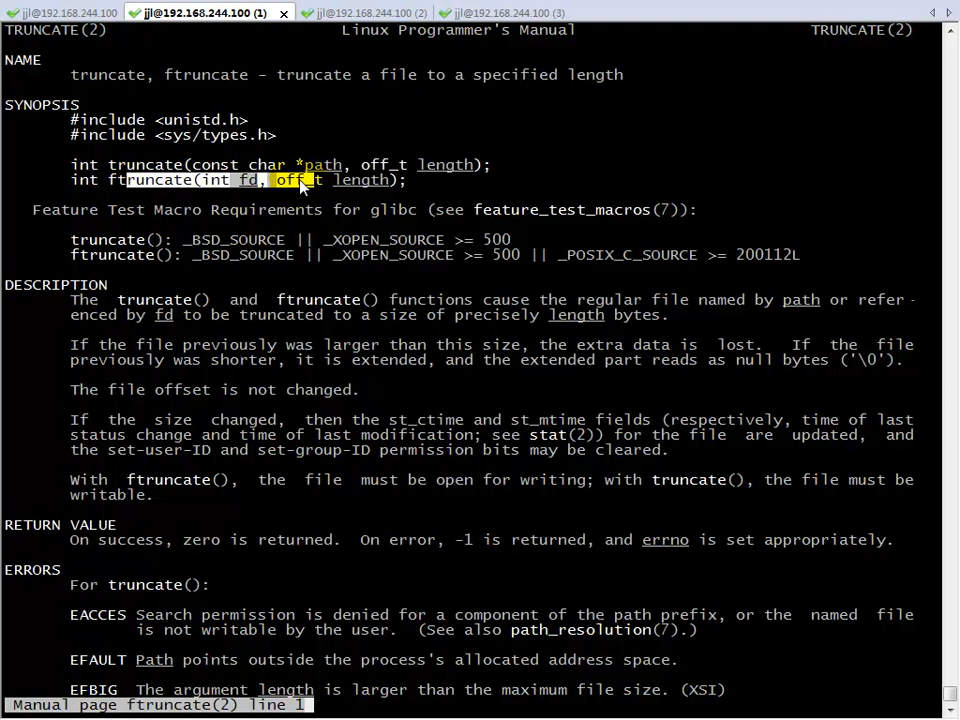 jjl@192.168.244.100 jjl@192.168.244.100 (1) jjl@192.168.244.100 (2) jjl@192.168.244.100 (3)
TRUNCATE(2) Linux Programmer's Manual TRUNCATE(2)
NAME
truncate, ftruncate - truncate a file to a specified length
SYNOPSIS
#include <unistd.h>
#include <sys/types.h>
int truncate(const char *path, off_t length);
int ftruncate(int fd, off_t length);
Feature Test Macro Requirements for glibc (see feature_test_macros(7)):
truncate(): _BSD_SOURCE || _XOPEN_SOURCE >= 500
ftruncate(): _BSD_SOURCE || _XOPEN_SOURCE >= 500 || _POSIX_C_SOURCE >= 200112L
DESCRIPTION
The truncate() and ftruncate() functions cause the regular file named by path or refer-
enced by fd to be truncated to a size of precisely length bytes.
If the file previously was larger than this size, the extra data is lost. If the file
previously was shorter, it is extended, and the extended part reads as null bytes ('\0').
The file offset is not changed.
If the size changed, then the st_ctime and st_mtime fields (respectively, time of last
status change and time of last modification; see stat(2)) for the file are updated, and
the set-user-ID and set-group-ID permission bits may be cleared.
With ftruncate(), the file must be open for writing; with truncate(), the file must be
writable.
RETURN VALUE
On success, zero is returned. On error, -1 is returned, and errno is set appropriately.
ERRORS
For truncate():
EACCES Search permission is denied for a component of the path prefix, or the named file
is not writable by the user. (See also path_resolution(7).)
EFAULT Path points outside the process's allocated address space.
EFBIG The argument length is larger than the maximum file size. (XSI)
Manual page ftruncate(2) line 1